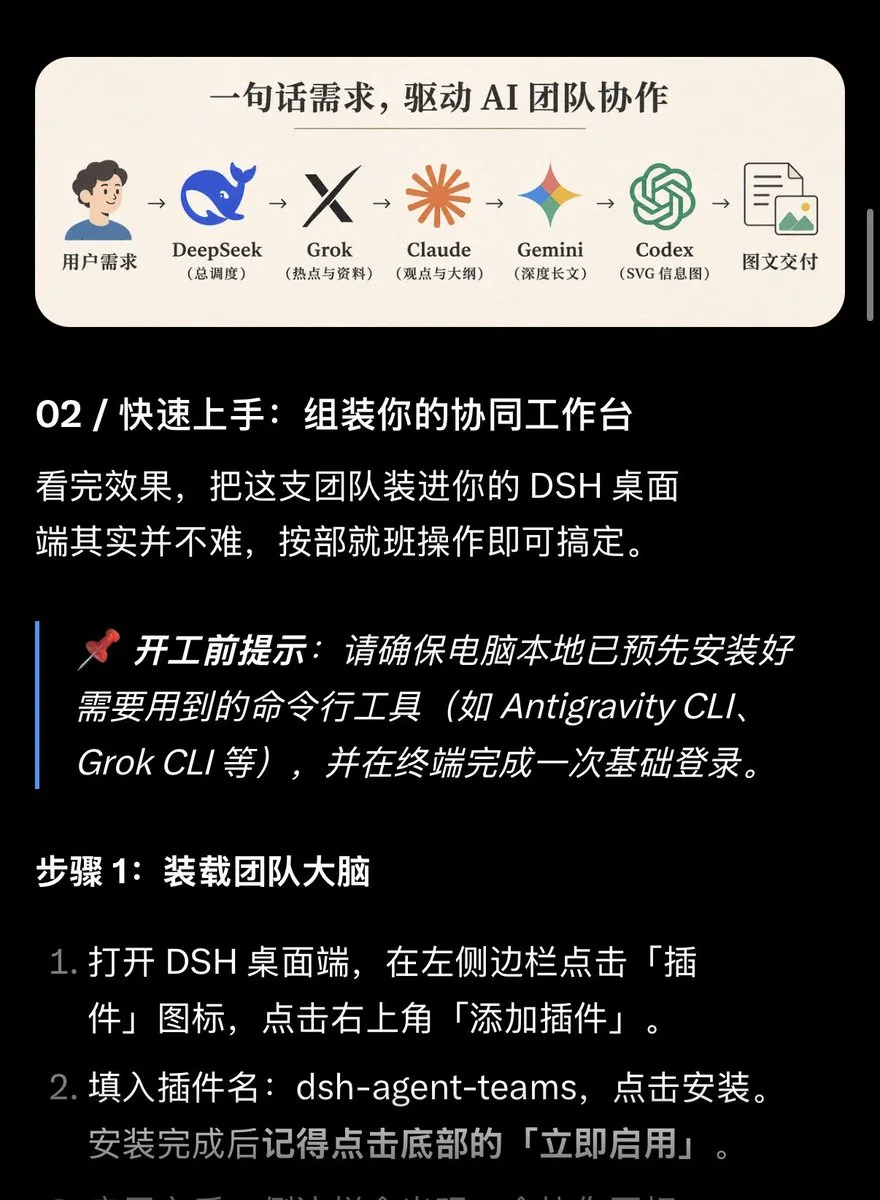 一句话需求，驱动 AI 团队协作
用户需求
DeepSeek
（总调度）
Grok
（热点与资料）
Claude
（观点与大纲）
Gemini
（深度长文）
Codex
（SVG 信息图）
图文交付
02 / 快速上手：组装你的协同工作台
看完效果，把这支团队装进你的 DSH 桌面
端其实并不难，按部就班操作即可搞定。
📌 开工前提示：请确保电脑本地已预先安装好
需要用到的命令行工具（如 Antigravity CLI、
Grok CLI 等），并在终端完成一次基础登录。
步骤 1：装载团队大脑
1. 打开 DSH 桌面端，在左侧边栏点击「插
件」图标，点击右上角「添加插件」。
2. 填入插件名：dsh-agent-teams，点击安装。
安装完成后记得点击底部的「立即启用」。